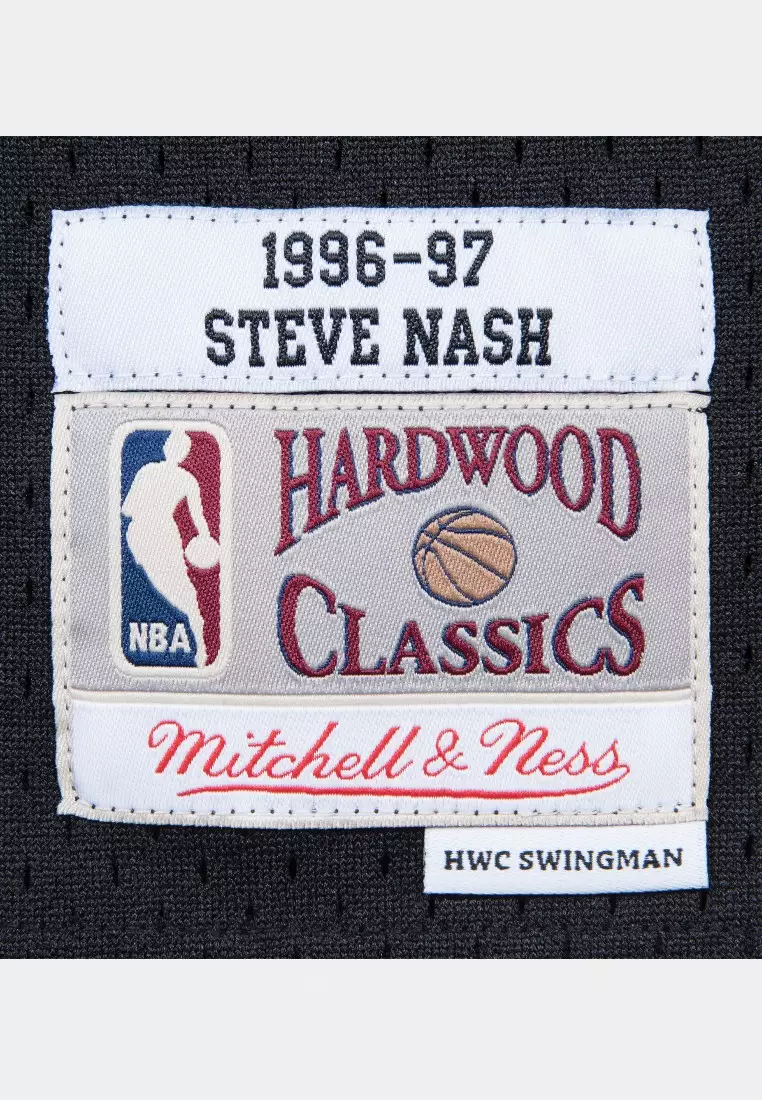 1996-97
STEVE NASH
HARDWOOD
CLASSICS
NBA
Mitchell & Ness
HWC SWINGMAN